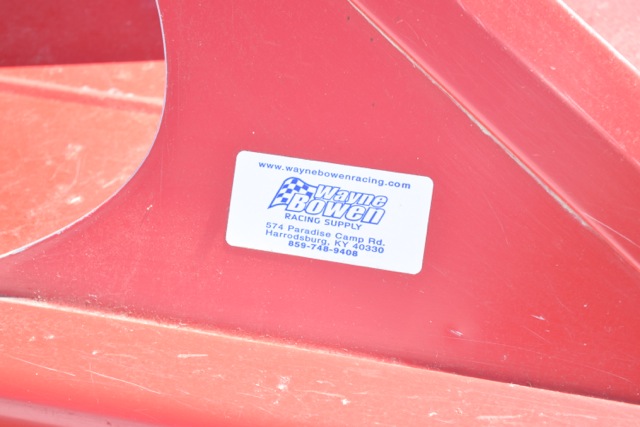 www.waynebowenracing.com
Wayne
Bowen
RACING SUPPLY
574 Paradise Camp Rd.
Harrodsburg, KY 40330
859-748-9408